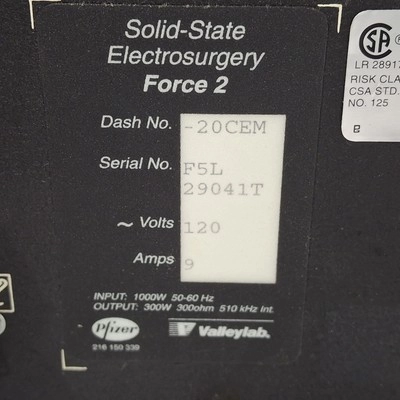 Solid-State
Electrosurgery
Force 2
Dash No. -20CEM
Serial No. F5L
29041T
~ Volts 120
Amps 9
INPUT: 1000W 50-60 Hz
OUTPUT: 300W 300ohm 510 kHz Int.
Pfizer
Valleylab.
216 150 339
LR 28917
RISK CLA
CSA STD.
NO. 125